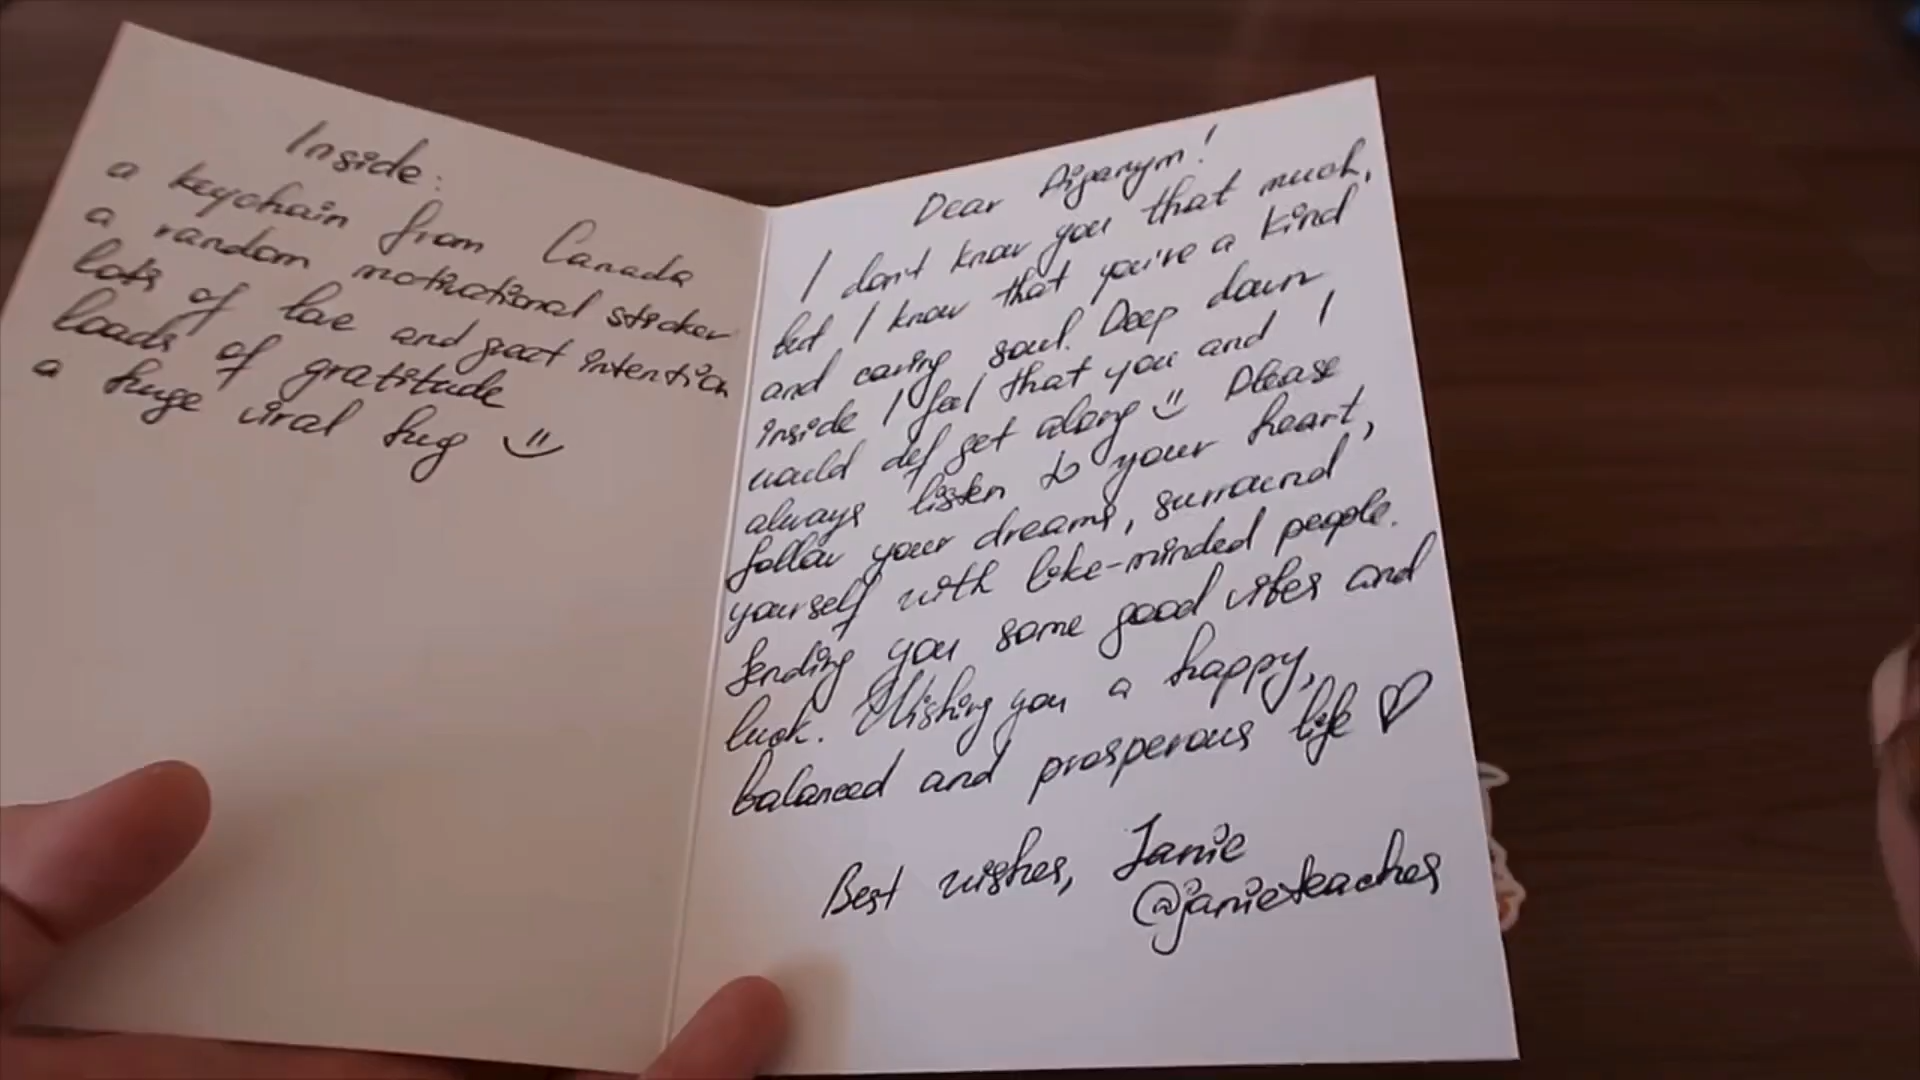 Inside:
a keychain from Canada
a random motivational sticker
lots of love and great intention
loads of gratitude
a huge viral hug
Dear Aiganym!
I don't know you that much,
but I know that you're a kind
and caring soul. Deep down
inside I feel that you and I
would def get along Please
always listen to your heart,
follow your dreams, surround
yourself with like-minded people.
Sending you some good vibes and
luck. Wishing you a happy,
balanced and prosperous life ♡
Best wishes, Janie
@janieteaches